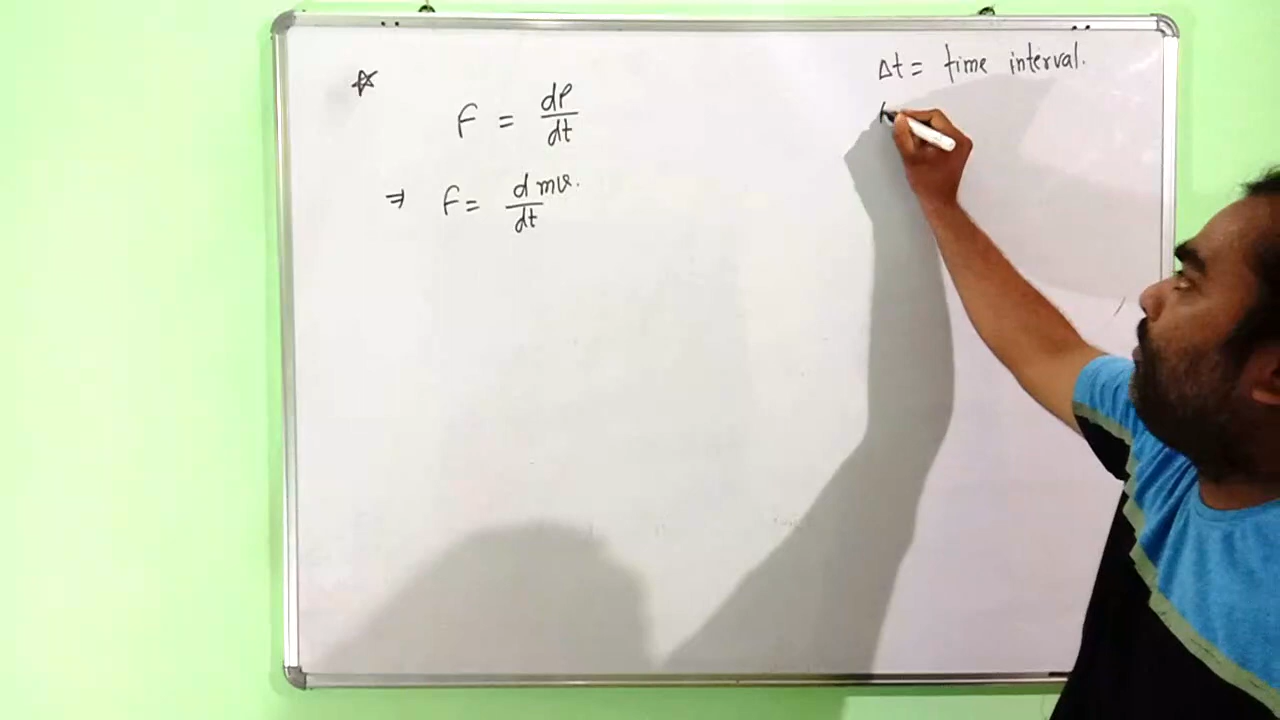 Δt = time interval.
F = dP/dt
⇒ F = d/dt mv.